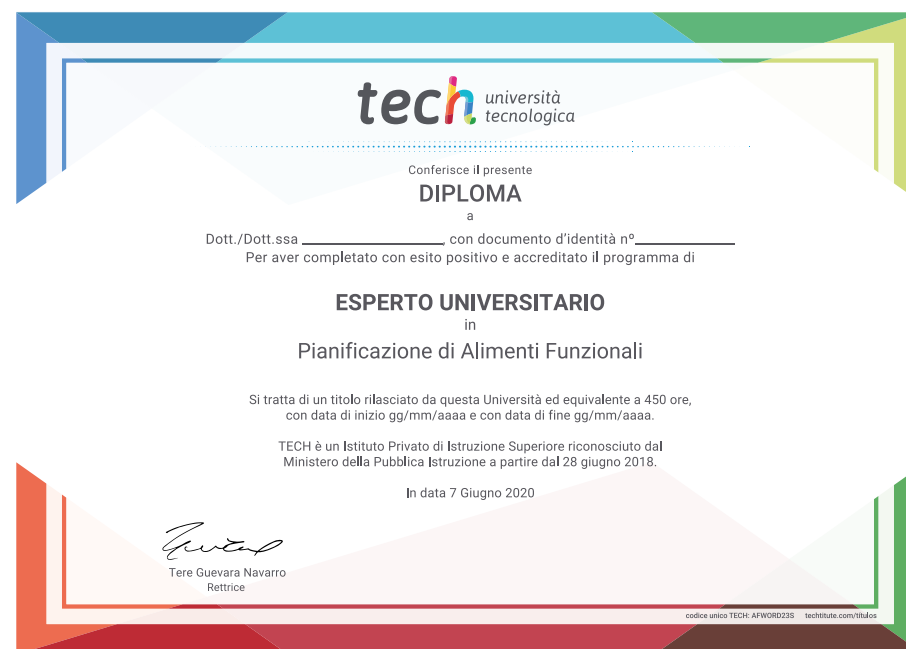 tech università
tecnologica
Conferisce il presente
DIPLOMA
a
Dott./Dott.ssa ____________________, con documento d'identità nº______________
Per aver completato con esito positivo e accreditato il programma di
ESPERTO UNIVERSITARIO
in
Pianificazione di Alimenti Funzionali
Si tratta di un titolo rilasciato da questa Università ed equivalente a 450 ore,
con data di inizio gg/mm/aaaa e con data di fine gg/mm/aaaa.
TECH è un Istituto Privato di Istruzione Superiore riconosciuto dal
Ministero della Pubblica Istruzione a partire dal 28 giugno 2018.
In data 7 Giugno 2020
Tere Guevara Navarro
Rettrice
codice unico TECH: AFWORD23S techtitute.com/titulos